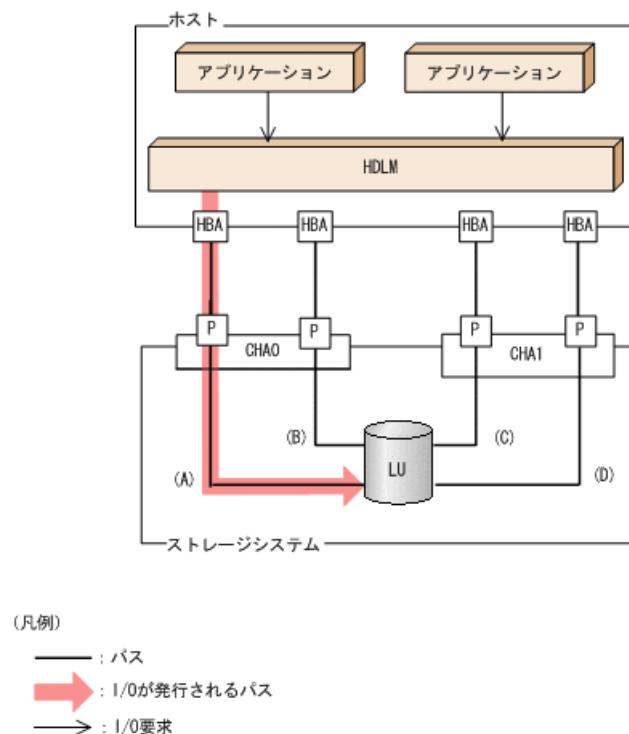 ホスト
アプリケーション
アプリケーション
HDLM
HBA
HBA
HBA
HBA
P
P
P
P
CHA0
CHA1
(B)
(C)
LU
(A)
(D)
ストレージシステム
(凡例)
: パス
: I/Oが発行されるパス
: I/O要求